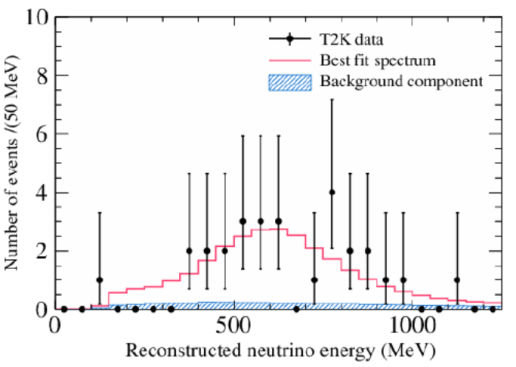 10
8
6
4
2
0
0
500
1000
Number of events /(50 MeV)
T2K data
Best fit spectrum
Background component
Reconstructed neutrino energy (MeV)